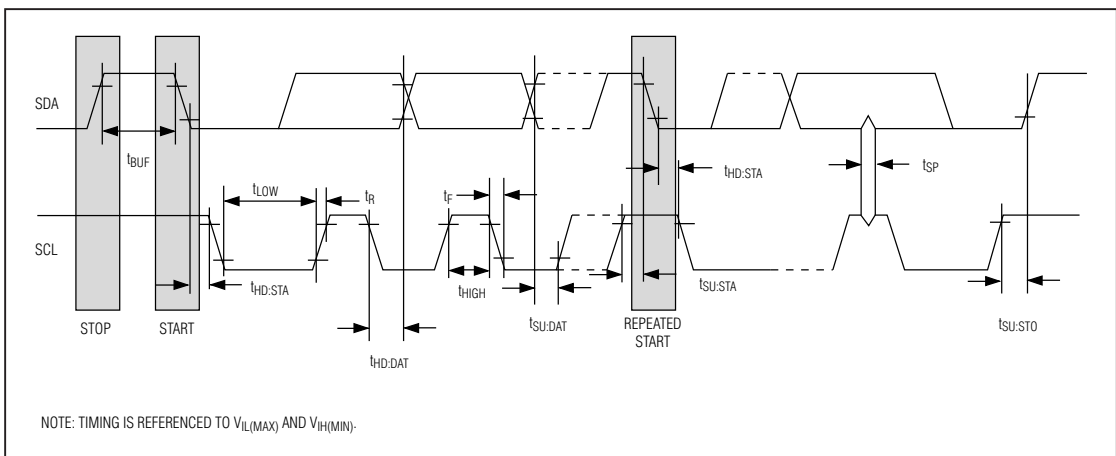 SDA
tBUF
tLOW
tR
tF
tHD:STA
tSP
SCL
tHD:STA
tHIGH
tSU:STA
tSU:DAT
tSU:STO
STOP
START
REPEATED
START
tHD:DAT
NOTE: TIMING IS REFERENCED TO VIL(MAX) AND VIH(MIN).